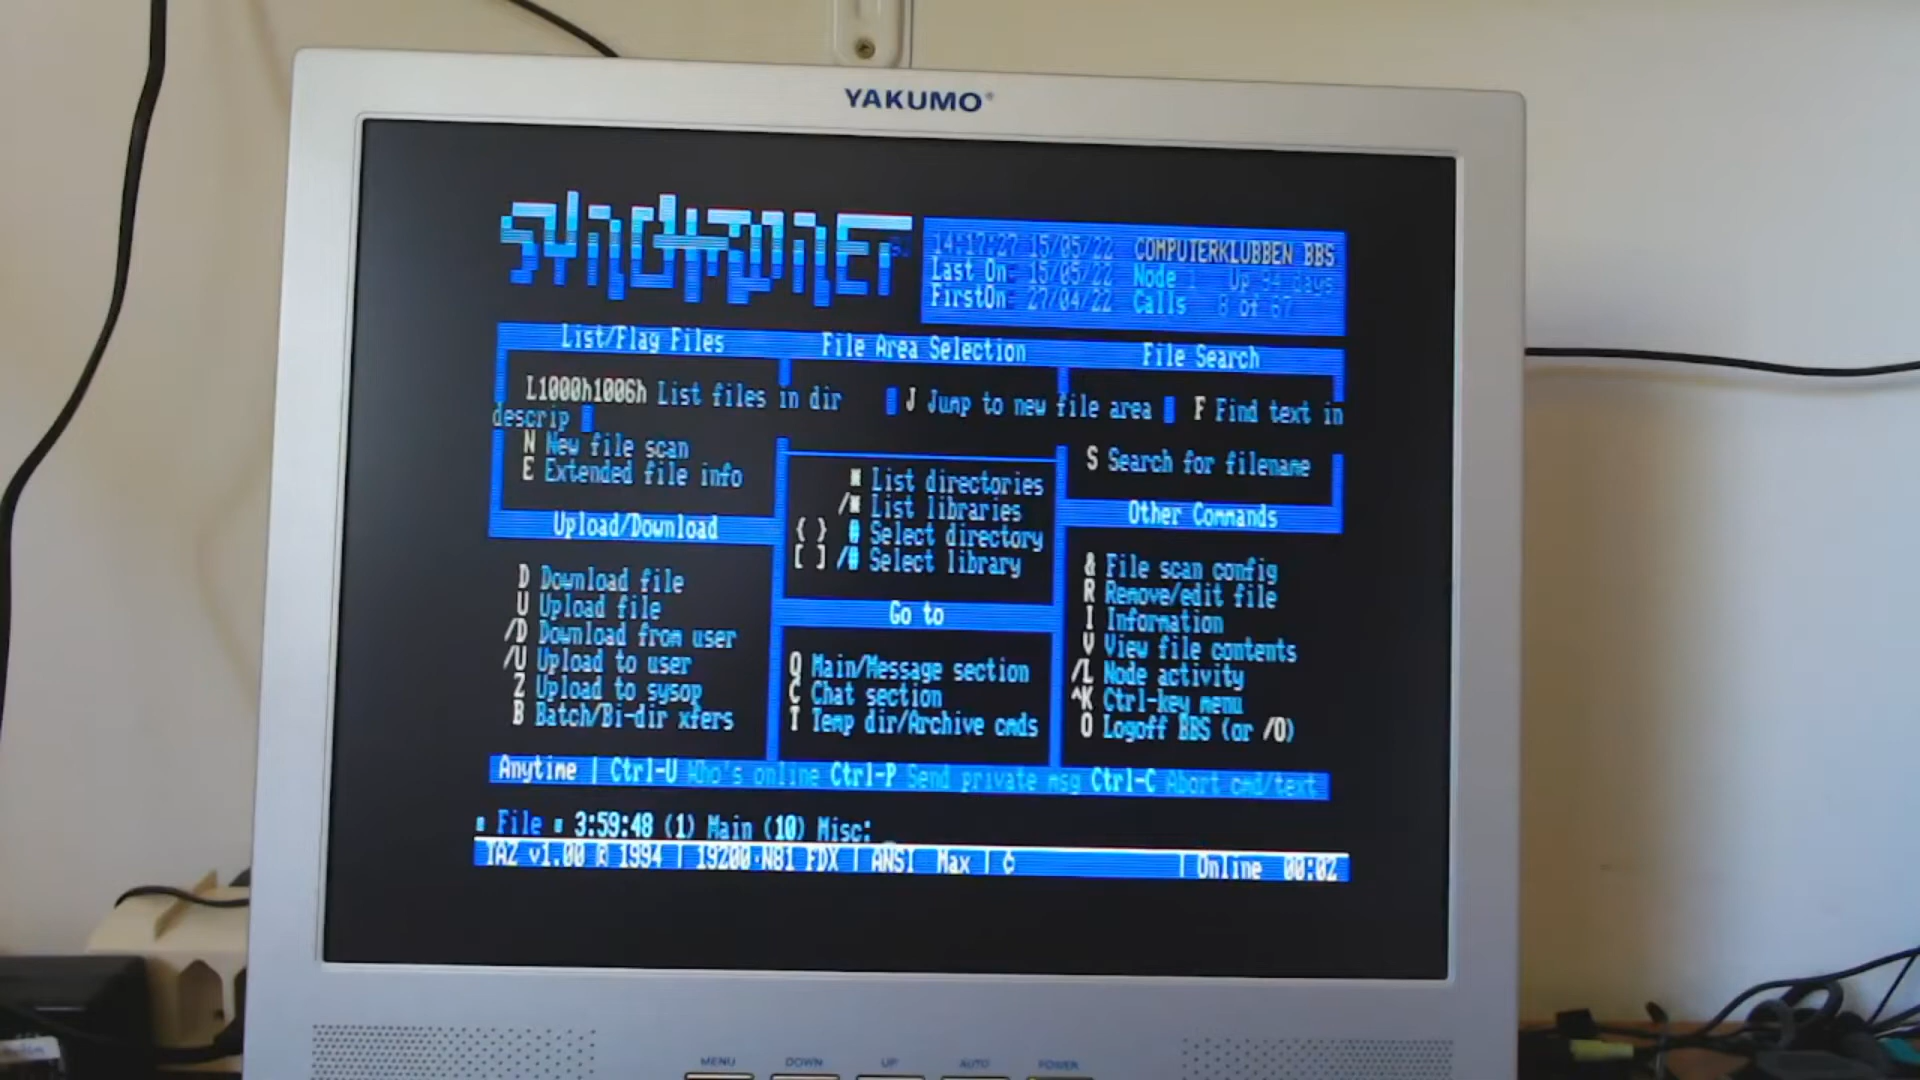 YAKUMO
SYNCHRONET
14:17:27 15/05/22 COMPUTERKLUBBEN BBS
Last On: 15/05/22 Node 1 Up 94 days
FirstOn: 27/04/22 Calls 8 of 67
List/Flag Files File Area Selection File Search
L1000h1006h List files in dir J Jump to new file area F Find text in
descrip
N New file scan
S Search for filename
E Extended file info
* List directories
/* List libraries
Upload/Download
Other Commands
{ } # Select directory
[ ] /# Select library
D Download file
& File scan config
U Upload file
Go to
R Remove/edit file
/D Download from user
I Information
/U Upload to user
Q Main/Message section
V View file contents
Z Upload to sysop
C Chat section
/L Node activity
B Batch/Bi-dir xfers
T Temp dir/Archive cmds
^K Ctrl-key menu
O Logoff BBS (or /O)
Anytime | Ctrl-U Who's online Ctrl-P Send private msg Ctrl-C Abort cmd/text
File 3:59:48 (1) Main (10) Misc:
TAZ v1.00 1994 | 19200·N81 FDX | ANSI Max | | Online 00:02
MENU DOWN UP AUTO POWER